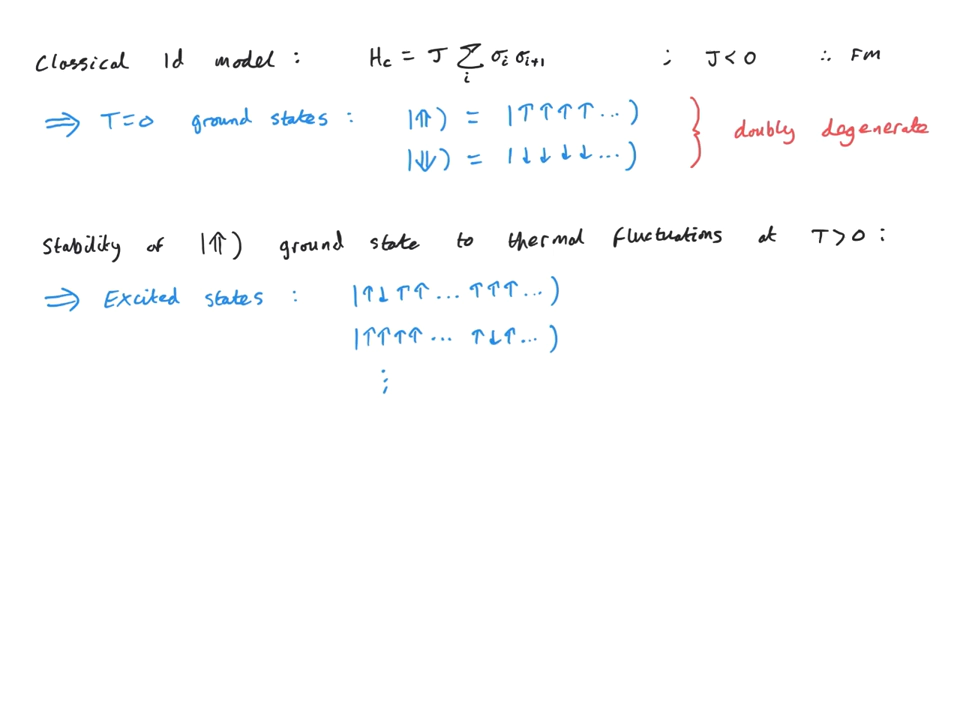 Classical 1d model : H_c = J ∑_i σ_i σ_{i+1} ; J < 0 ∴ FM
⇒ T=0 ground states : |⇑) = |↑↑↑↑...) } doubly degenerate
|⇓) = |↓↓↓↓...)
Stability of |⇑) ground state to thermal fluctuations at T>0 :
⇒ Excited states : |↑↓↑↑...↑↑↑...)
|↑↑↑↑...↑↓↑...)
⋮